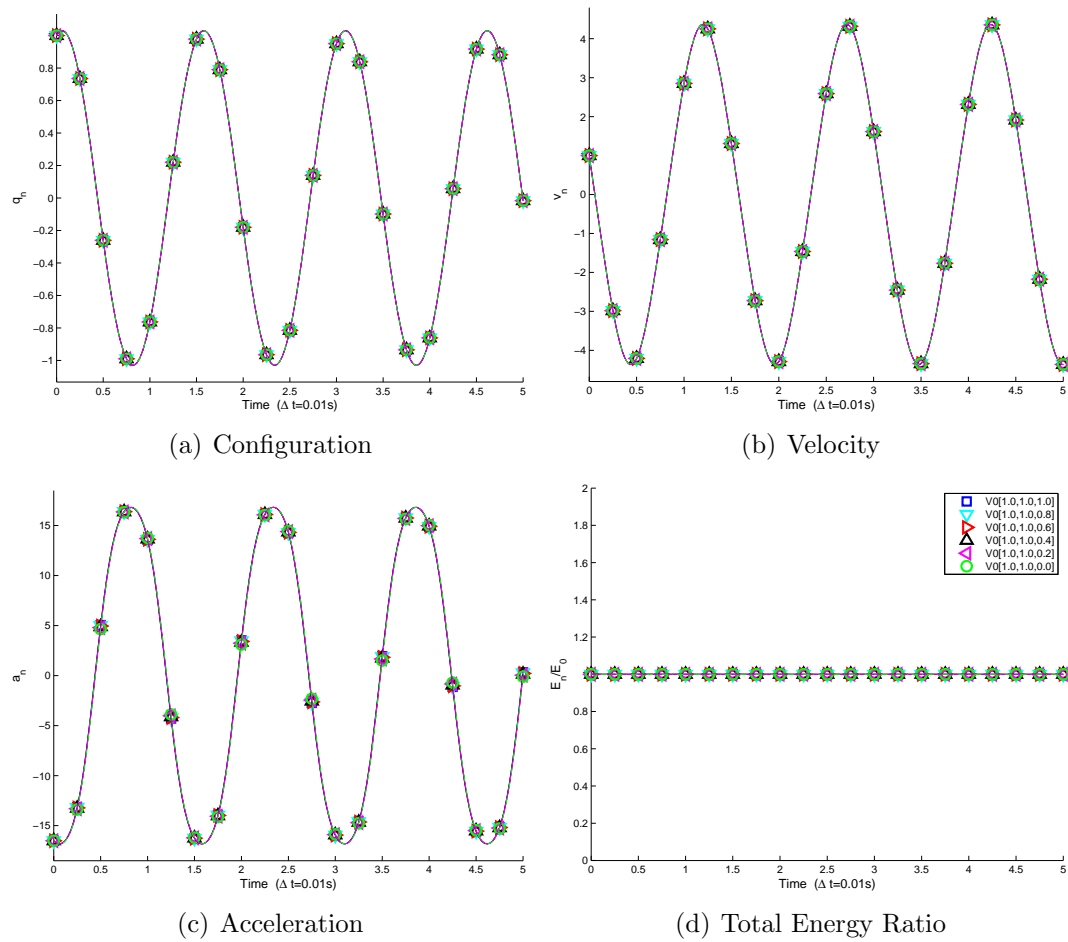 0.8
0.6
0.4
0.2
0
−0.2
−0.4
−0.6
−0.8
−1
q_n
0 0.5 1 1.5 2 2.5 3 3.5 4 4.5 5
Time (Δ t=0.01s)
(a) Configuration
4
3
2
1
0
−1
−2
−3
−4
v_n
0 0.5 1 1.5 2 2.5 3 3.5 4 4.5 5
Time (Δ t=0.01s)
(b) Velocity
15
10
5
0
−5
−10
−15
a_n
0 0.5 1 1.5 2 2.5 3 3.5 4 4.5 5
Time (Δ t=0.01s)
(c) Acceleration
2
1.8
1.6
1.4
1.2
1
0.8
0.6
0.4
0.2
0
E_n/E_0
V0[1.0,1.0,1.0]
V0[1.0,1.0,0.8]
V0[1.0,1.0,0.6]
V0[1.0,1.0,0.4]
V0[1.0,1.0,0.2]
V0[1.0,1.0,0.0]
0 0.5 1 1.5 2 2.5 3 3.5 4 4.5 5
Time (Δ t=0.01s)
(d) Total Energy Ratio